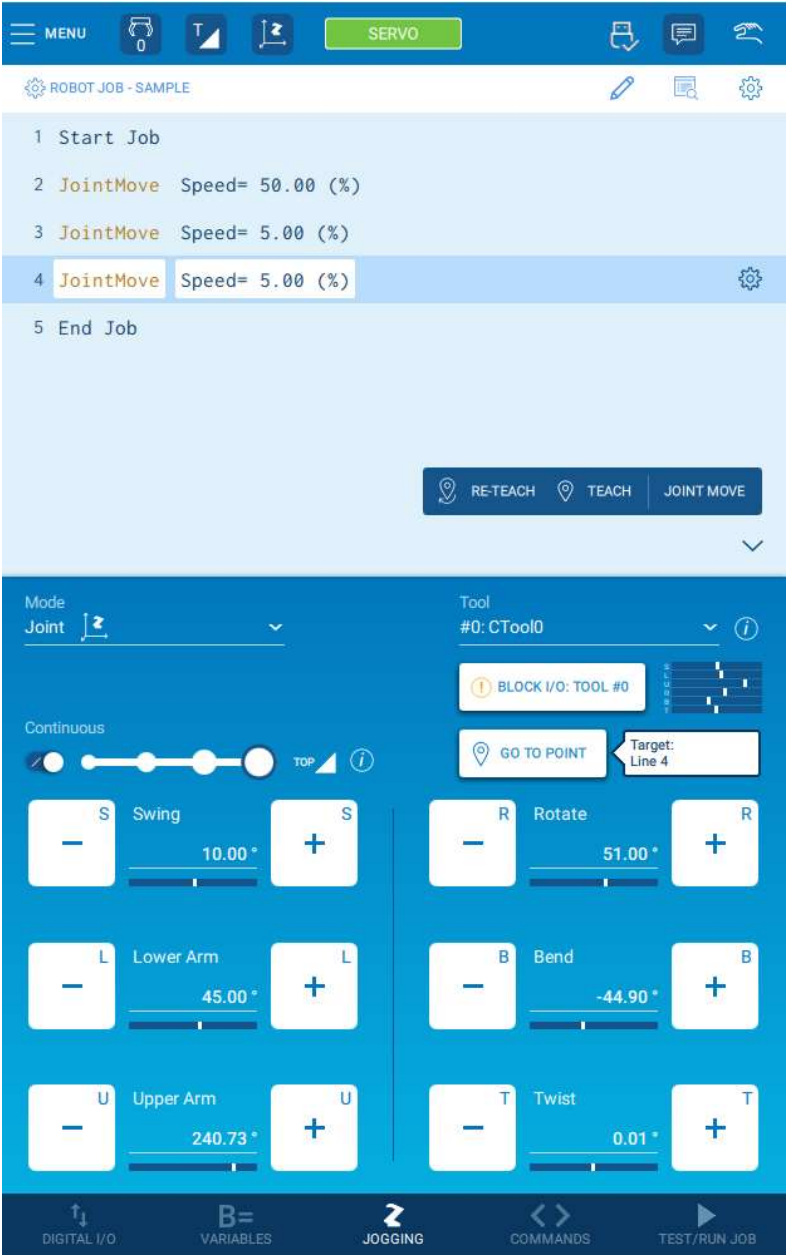 MENU
0
T
SERVO
ROBOT JOB - SAMPLE
1 Start Job
2 JointMove Speed= 50.00 (%)
3 JointMove Speed= 5.00 (%)
4 JointMove Speed= 5.00 (%)
5 End Job
RE-TEACH TEACH JOINT MOVE
Mode
Joint
Tool
#0: CTool0
BLOCK I/O: TOOL #0
S
L
U
R
B
T
Continuous
TOP
GO TO POINT
Target:
Line 4
S Swing S
10.00 °
R Rotate R
51.00 °
L Lower Arm L
45.00 °
B Bend B
-44.90 °
U Upper Arm U
240.73 °
T Twist T
0.01 °
B=
DIGITAL I/O VARIABLES JOGGING COMMANDS TEST/RUN JOB